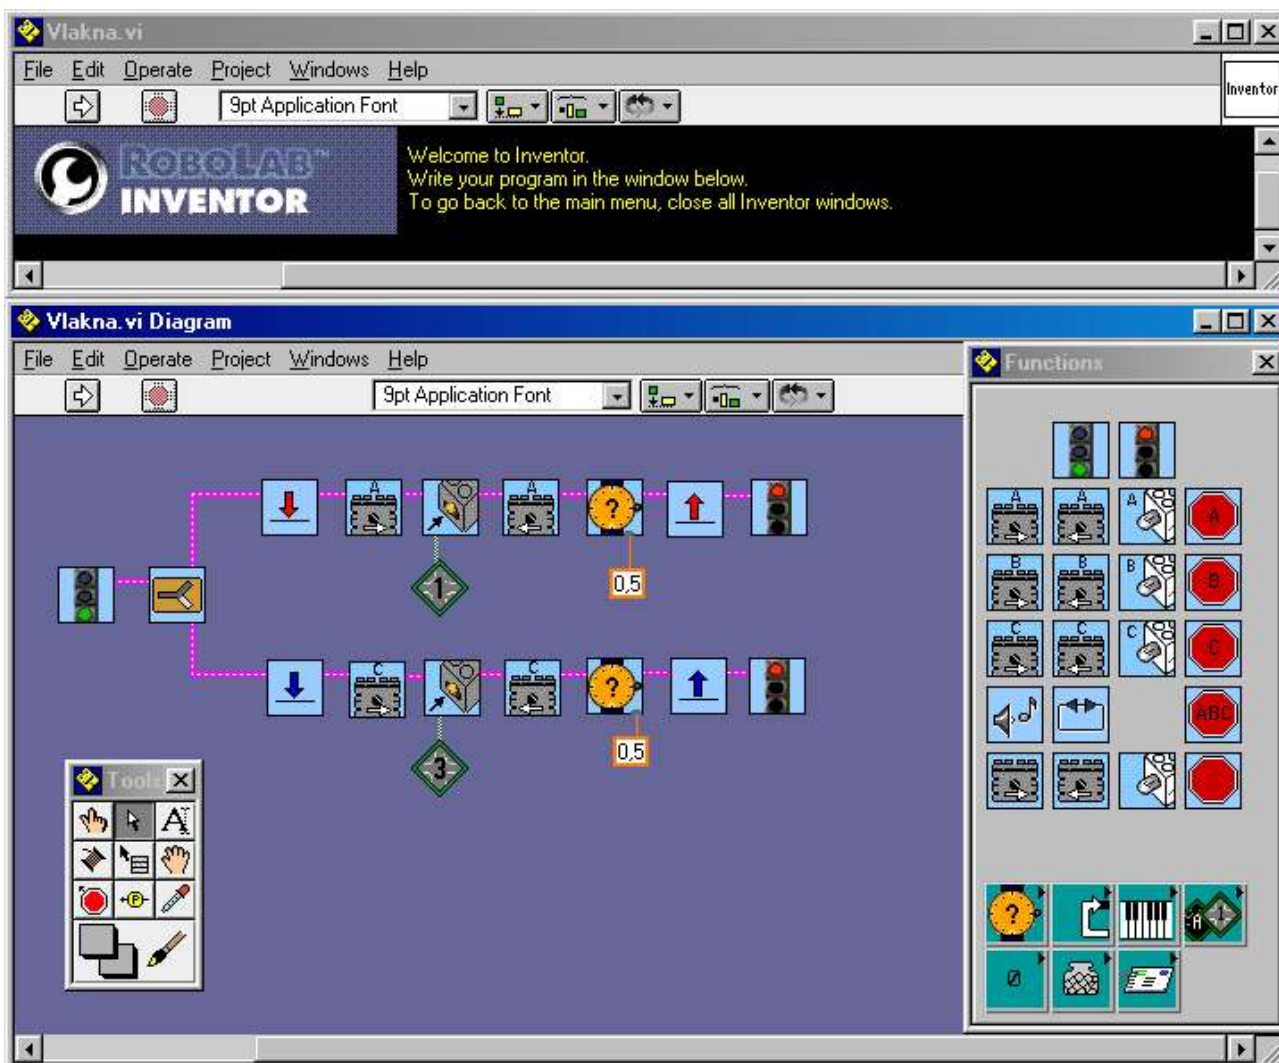 Vlakna.vi
File Edit Operate Project Windows Help
9pt Application Font
Inventor
ROBOLAB™
INVENTOR
Welcome to Inventor.
Write your program in the window below.
To go back to the main menu, close all Inventor windows.
Vlakna.vi Diagram
File Edit Operate Project Windows Help
9pt Application Font
Functions
A A
? 
1
0,5
C C
?
3
0,5
Tools
A
P
A A A A
B B B B
C C C C
ABC
? A 1
0